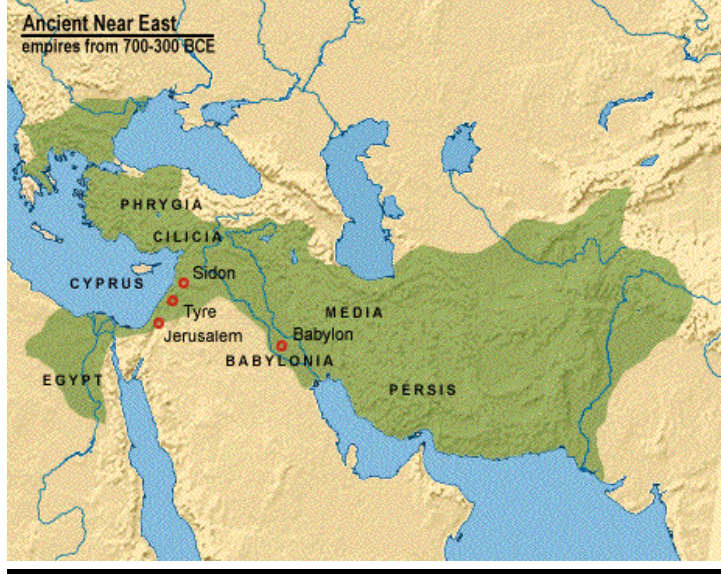 Ancient Near East
empires from 700-300 BCE
PHRYGIA
CILICIA
Sidon
CYPRUS
Tyre
MEDIA
Jerusalem
Babylon
BABYLONIA
EGYPT
PERSIS